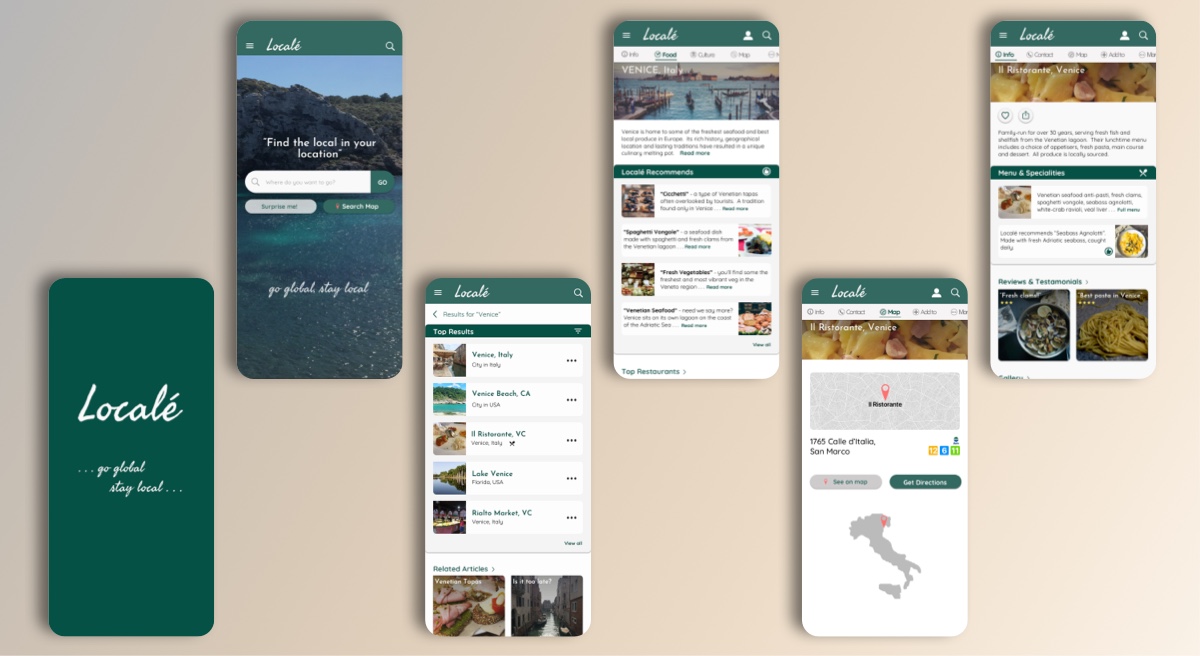 Localé
. . . go global
stay local . . .
Localé
“Find the local in your
location”
Where do you want to go?
GO
Surprise me!
Search Map
go global, stay local
Localé
Results for “Venice”
Top Results
Venice, Italy
City in Italy
Venice Beach, CA
City in USA
Il Ristorante, VC
Venice, Italy
Lake Venice
Florida, USA
Rialto Market, VC
Venice, Italy
View all
Related Articles
Venetian Tapas
Is it too late?
Localé
Info
Food
Culture
Map
VENICE, Italy
Venice is home to some of the freshest seafood and best
local produce in Europe. Its rich history, geographical
location and lasting traditions have resulted in a unique
culinary melting pot. Read more
Localé Recommends
“Cicchetti” - a type of Venetian tapas
often overlooked by tourists. A tradition
found only in Venice ... Read more
“Spaghetti Vongole” - a seafood dish
made with spaghetti and fresh clams from
the Venetian lagoon ... Read more
“Fresh Vegetables” - you'll find some the
freshest and most vibrant veg in the
Veneto region ... Read more
“Venetian Seafood” - need we say more?
Venice sits on its own lagoon on the coast
of the Adriatic Sea ... Read more
View all
Top Restaurants
Localé
Info
Contact
Map
Add to
Mor
Il Ristorante, Venice
Il Ristorante
1765 Calle d'Italia,
San Marco
12 6 11
See on map
Get Directions
Localé
Info
Contact
Map
Add to
Mor
Il Ristorante, Venice
Family-run for over 30 years, serving fresh fish and
shellfish from the Venetian lagoon. Their lunchtime menu
includes a choice of appetisers, fresh pasta, main course
and dessert. All produce is locally sourced.
Menu & Specialities
Venetian seafood anti pasti, fresh clams,
spaghetti vongole, seabass agnolotti,
white-crab ravioli, veal liver ... Full menu
Localé recommends “Seabass Agnolotti”.
Made with fresh Adriatic seabass, caught
daily.
Reviews & Testamonials
“Fresh clams!”
“Best pasta in Venice”
Gallery